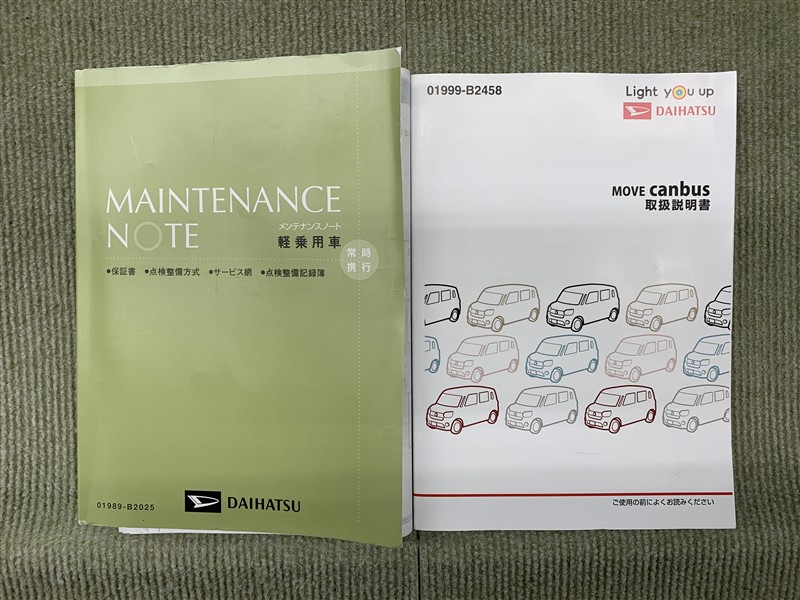 MAINTENANCE
NOTE
メンテナンスノート
軽乗用車
常時
携行
●保証書 ●点検整備方式 ●サービス網 ●点検整備記録簿
01989-B2025
DAIHATSU
01999-B2458
Light you up
DAIHATSU
MOVE canbus
取扱説明書
ご使用の前によくお読みください